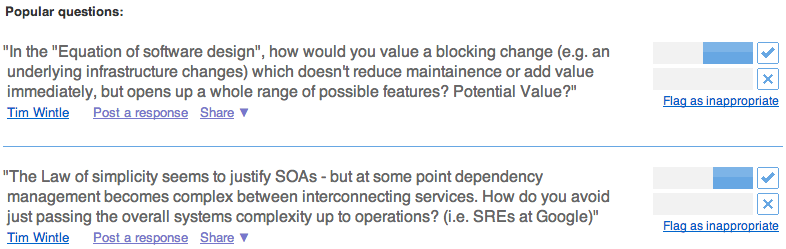 Popular questions:
"In the "Equation of software design", how would you value a blocking change (e.g. an
underlying infrastructure changes) which doesn't reduce maintainence or add value
immediately, but opens up a whole range of possible features? Potential Value?"
Flag as inappropriate
Tim Wintle Post a response Share ▼
"The Law of simplicity seems to justify SOAs - but at some point dependency
management becomes complex between interconnecting services. How do you avoid
just passing the overall systems complexity up to operations? (i.e. SREs at Google)"
Flag as inappropriate
Tim Wintle Post a response Share ▼